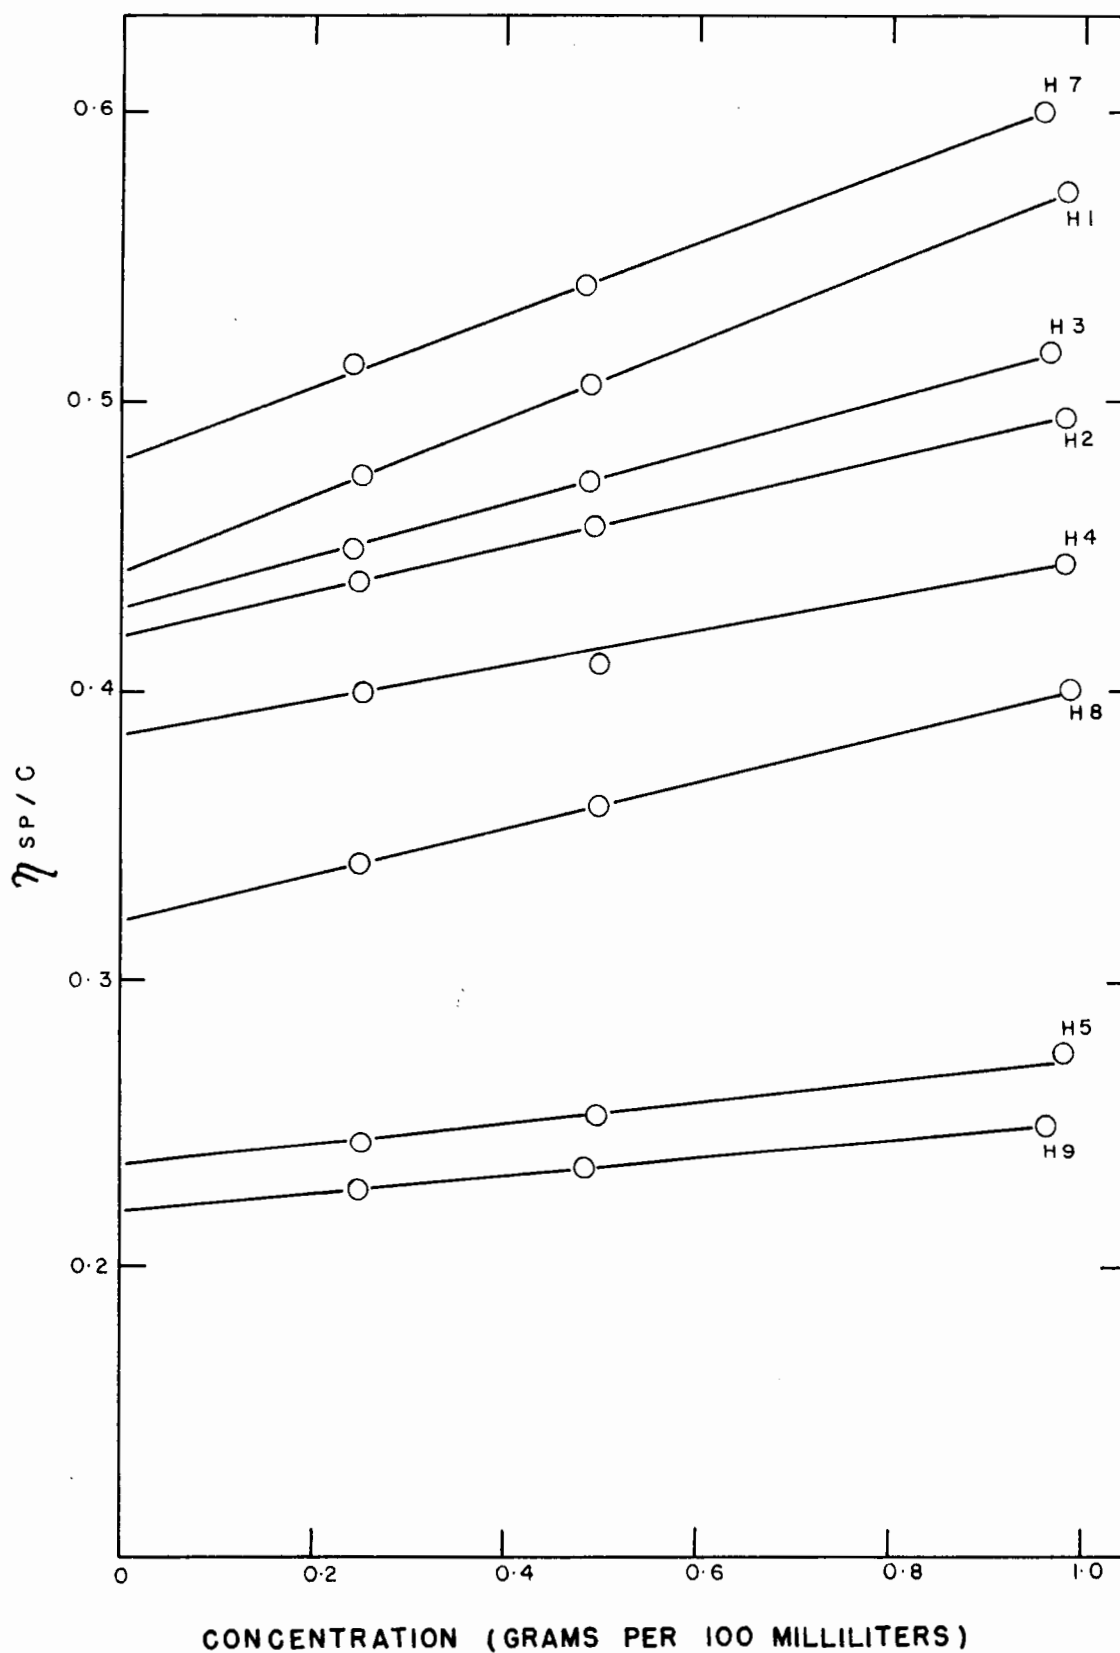 H 7
0.6
H 1
H 3
0.5
H 2
H 4
0.4
H 8
η SP / C
0.3
H 5
H 9
0.2
0 0.2 0.4 0.6 0.8 1.0
CONCENTRATION (GRAMS PER 100 MILLILITERS)